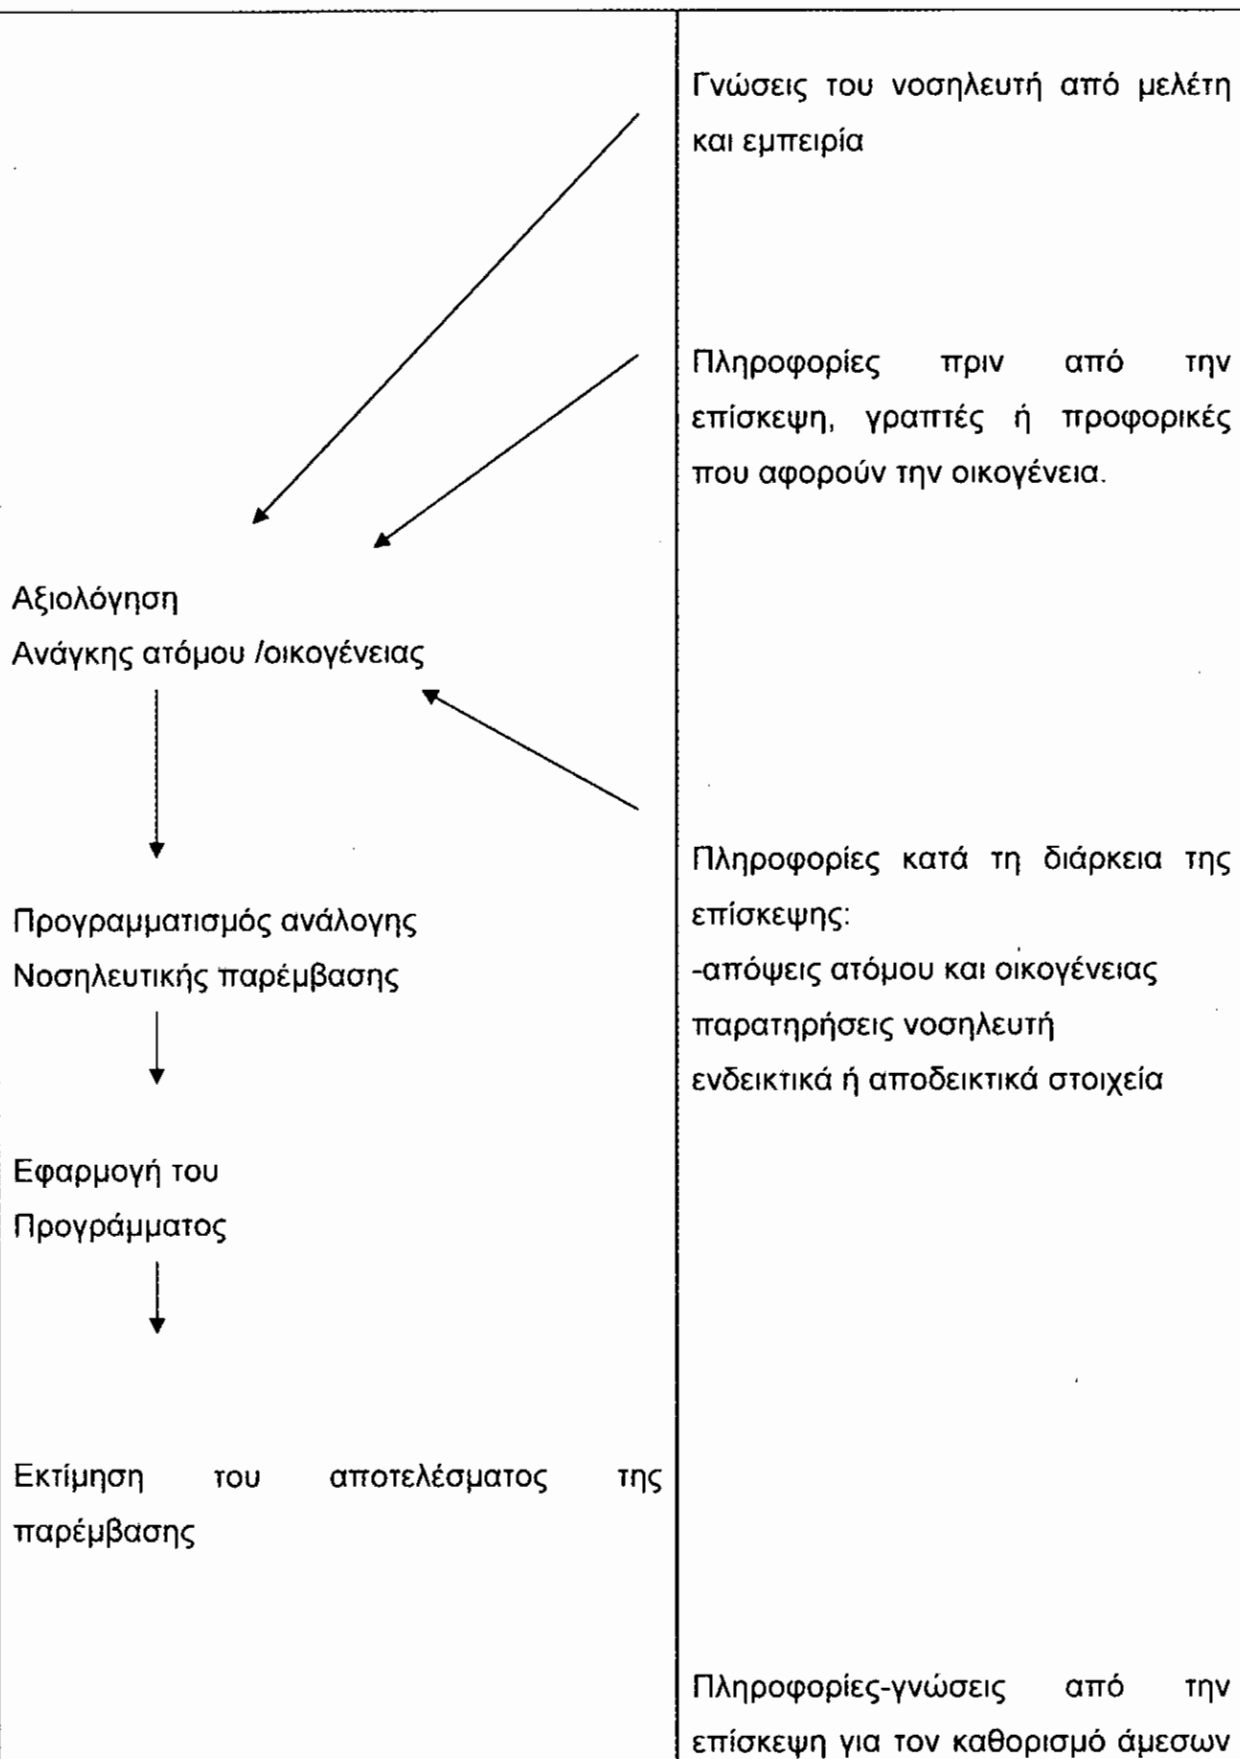 Γνώσεις του νοσηλευτή από μελέτη
και εμπειρία
Πληροφορίες πριν από την
επίσκεψη, γραπτές ή προφορικές
που αφορούν την οικογένεια.
Αξιολόγηση
Ανάγκης ατόμου /οικογένειας
Προγραμματισμός ανάλογης
Νοσηλευτικής παρέμβασης
Πληροφορίες κατά τη διάρκεια της
επίσκεψης:
-απόψεις ατόμου και οικογένειας
παρατηρήσεις νοσηλευτή
ενδεικτικά ή αποδεικτικά στοιχεία
Εφαρμογή του
Προγράμματος
Εκτίμηση του αποτελέσματος της
παρέμβασης
Πληροφορίες-γνώσεις από την
επίσκεψη για τον καθορισμό άμεσων